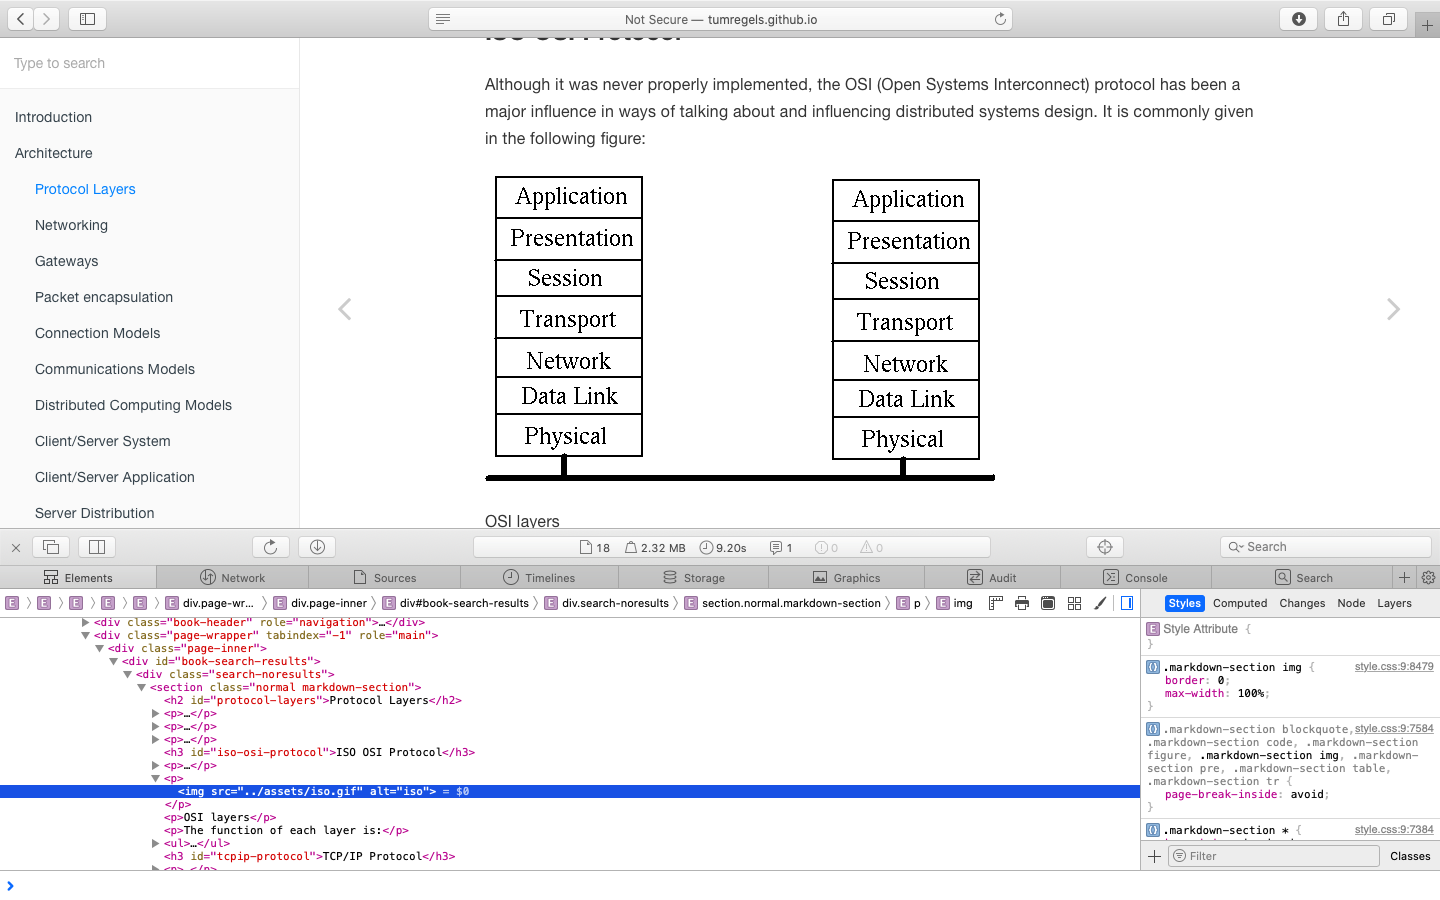 Not Secure — tumregels.github.io
Type to search
Introduction
Architecture
Protocol Layers
Networking
Gateways
Packet encapsulation
Connection Models
Communications Models
Distributed Computing Models
Client/Server System
Client/Server Application
Server Distribution
Although it was never properly implemented, the OSI (Open Systems Interconnect) protocol has been a
major influence in ways of talking about and influencing distributed systems design. It is commonly given
in the following figure:
Application
Presentation
Session
Transport
Network
Data Link
Physical
Application
Presentation
Session
Transport
Network
Data Link
Physical
OSI layers
18 2.32 MB 9.20s 1 0 0
Search
Elements Network Sources Timelines Storage Graphics Audit Console Search
E E E E E E div.page-wr... E div.page-inner E div#book-search-results E div.search-noresults E section.normal.markdown-section E p E img
Styles Computed Changes Node Layers
<div class="book-header" role="navigation">…</div>
<div class="page-wrapper" tabindex="-1" role="main">
<div class="page-inner">
<div id="book-search-results">
<div class="search-noresults">
<section class="normal markdown-section">
<h2 id="protocol-layers">Protocol Layers</h2>
<p>…</p>
<p>…</p>
<p>…</p>
<h3 id="iso-osi-protocol">ISO OSI Protocol</h3>
<p>…</p>
<p>
<img src="../assets/iso.gif" alt="iso"> = $0
</p>
<p>OSI layers</p>
<p>The function of each layer is:</p>
<ul>…</ul>
<h3 id="tcpip-protocol">TCP/IP Protocol</h3>
E Style Attribute {
}
{} .markdown-section img { style.css:9:8479
border: 0;
max-width: 100%;
}
{} .markdown-section blockquote, style.css:9:7584
.markdown-section code, .markdown-section
figure, .markdown-section img, .markdown-
section pre, .markdown-section table,
.markdown-section tr {
page-break-inside: avoid;
}
{} .markdown-section * { style.css:9:7384
Filter Classes